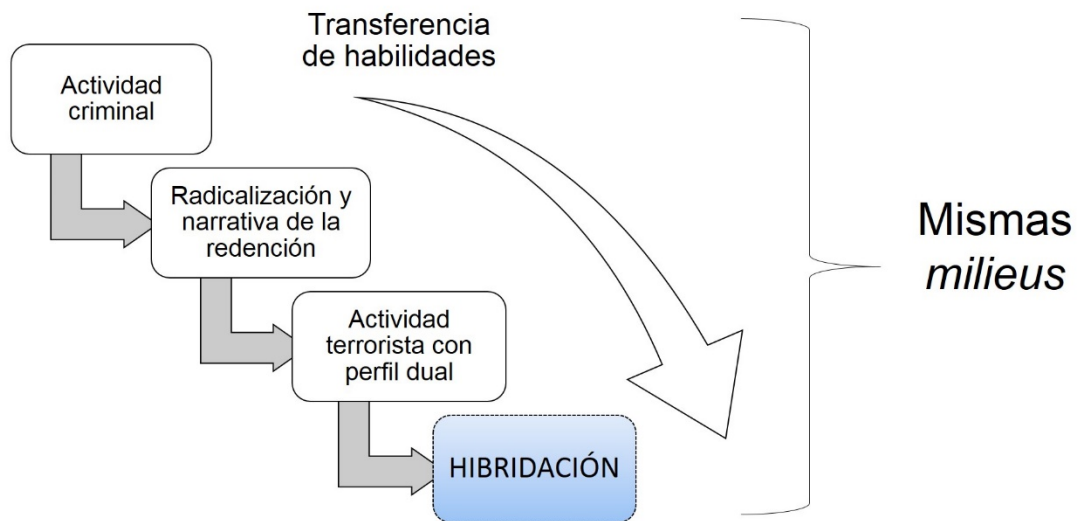 Transferencia
de habilidades
Actividad
criminal
Radicalización y
narrativa de la
redención
Actividad
terrorista con
perfil dual
HIBRIDACIÓN
Mismas
milieus